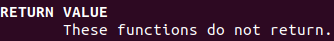 RETURN VALUE
These functions do not return.